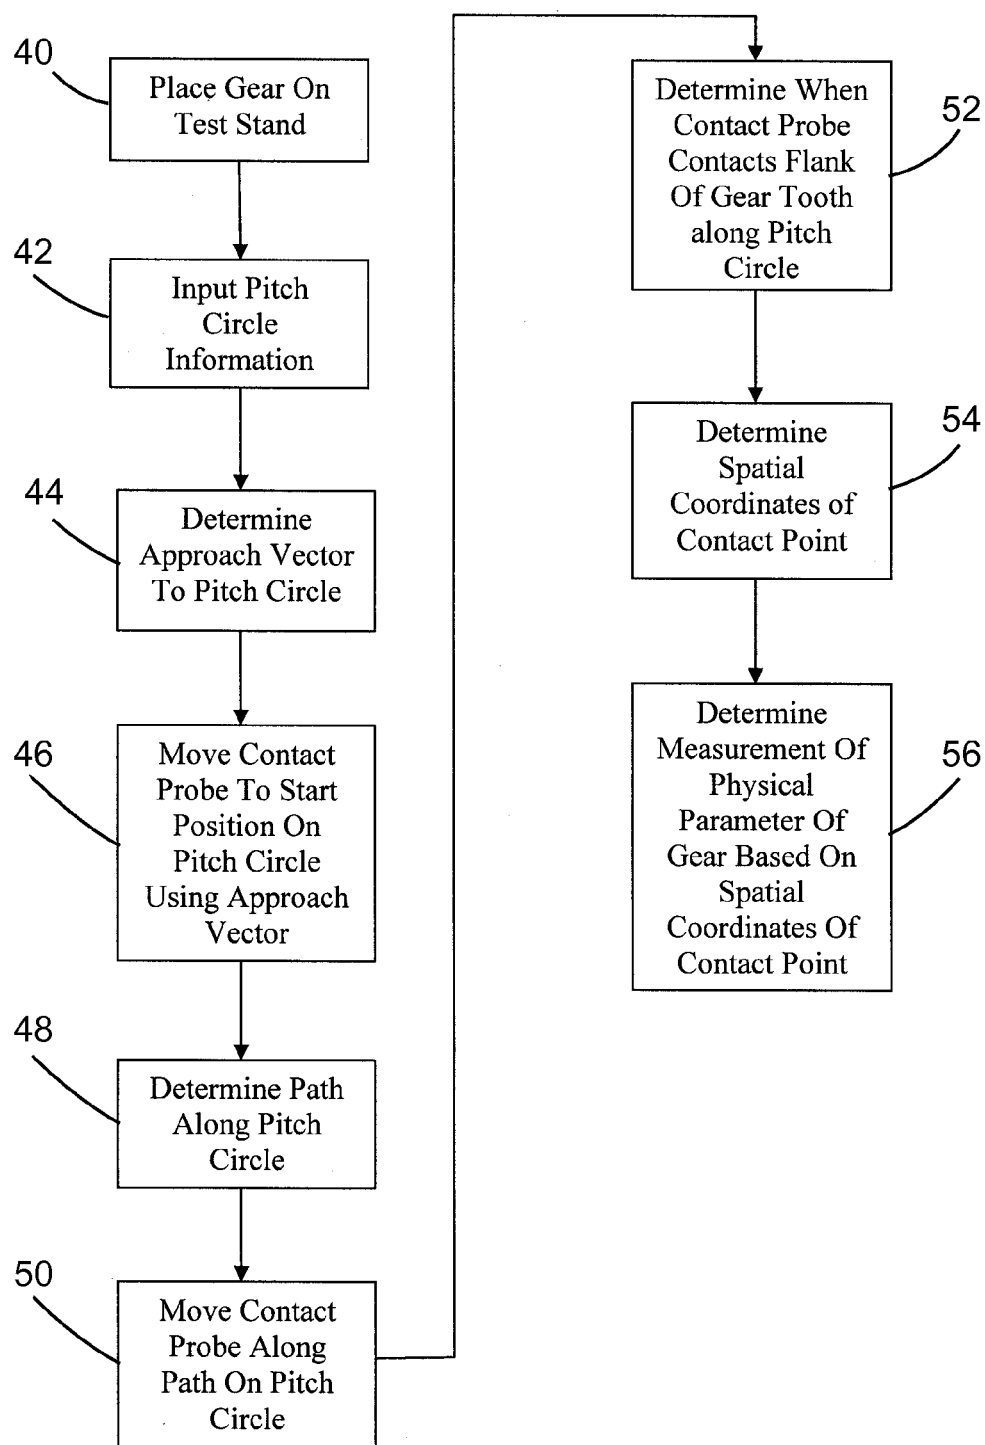 40
Place Gear On
Test Stand
42
Input Pitch
Circle
Information
44
Determine
Approach Vector
To Pitch Circle
46
Move Contact
Probe To Start
Position On
Pitch Circle
Using Approach
Vector
48
Determine Path
Along Pitch
Circle
50
Move Contact
Probe Along
Path On Pitch
Circle
52
Determine When
Contact Probe
Contacts Flank
Of Gear Tooth
along Pitch
Circle
54
Determine
Spatial
Coordinates of
Contact Point
56
Determine
Measurement Of
Physical
Parameter Of
Gear Based On
Spatial
Coordinates Of
Contact Point